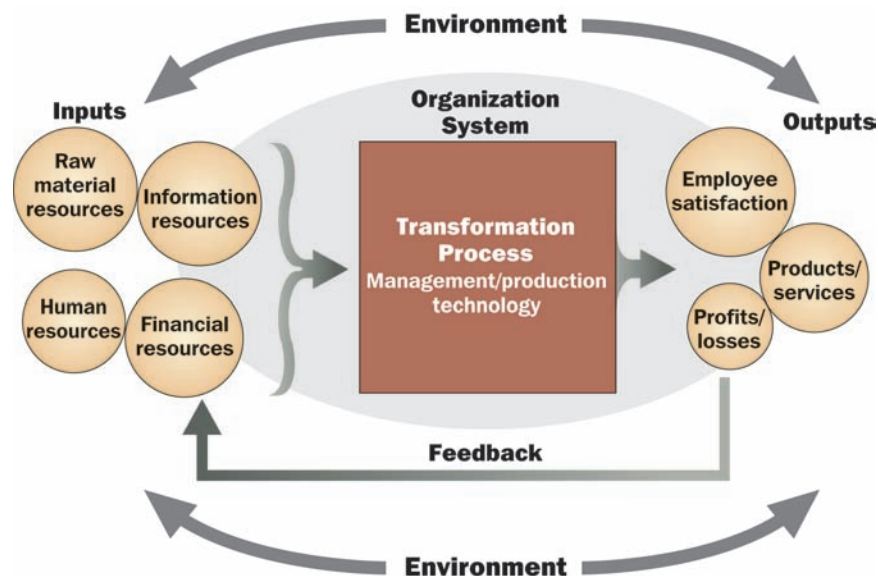 Environment
Organization
System
Inputs
Outputs
Raw
material
resources
Information
resources
Human
resources
Financial
resources
Transformation
Process
Management/production
technology
Employee
satisfaction
Products/
services
Profits/
losses
Feedback
Environment